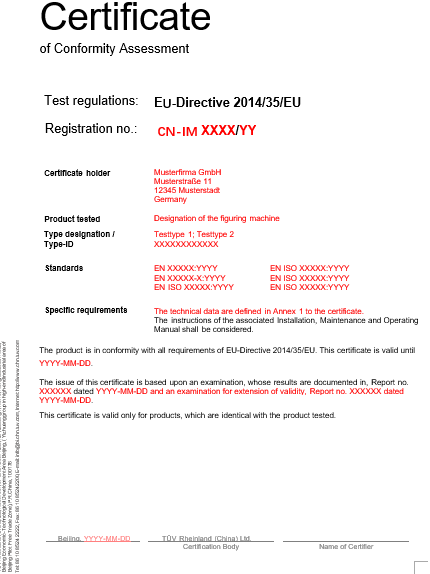 Certificate
of Conformity Assessment
Test regulations: EU-Directive 2014/35/EU
Registration no.: CN-IM XXXX/YY
Certificate holder Musterfirma GmbH
Musterstraße 11
12345 Musterstadt
Germany
Product tested Designation of the figuring machine
Type designation / Testtype 1; Testtype 2
Type-ID XXXXXXXXXXXX
Standards EN XXXXX:YYYY EN ISO XXXXX:YYYY
EN XXXXX-X:YYYY EN ISO XXXXX:YYYY
EN ISO XXXXX:YYYY EN ISO XXXXX:YYYY
Specific requirements The technical data are defined in Annex 1 to the certificate.
The instructions of the associated Installation, Maintenance and Operating
Manual shall be considered.
The product is in conformity with all requirements of EU-Directive 2014/35/EU. This certificate is valid until
YYYY-MM-DD.
The issue of this certificate is based upon an examination, whose results are documented in, Report no.
XXXXXX dated YYYY-MM-DD and an examination for extension of validity, Report no. XXXXXX dated
YYYY-MM-DD.
This certificate is valid only for products, which are identical with the product tested.
Beijing, YYYY-MM-DD TÜV Rheinland (China) Ltd.
Certification Body Name of Certifier